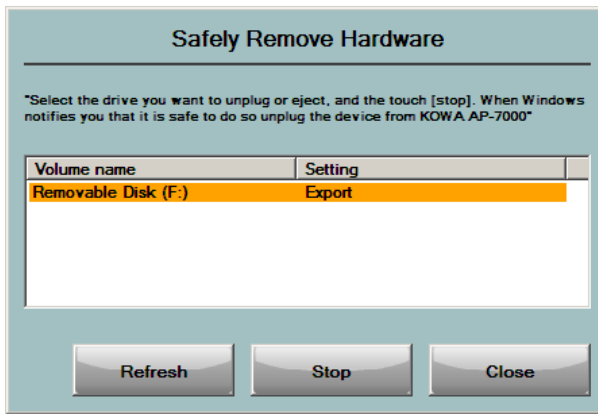 Safely Remove Hardware
"Select the drive you want to unplug or eject, and the touch [stop]. When Windows
notifies you that it is safe to do so unplug the device from KOWA AP-7000"
Volume name Setting
Removable Disk (F:) Export
Refresh Stop Close